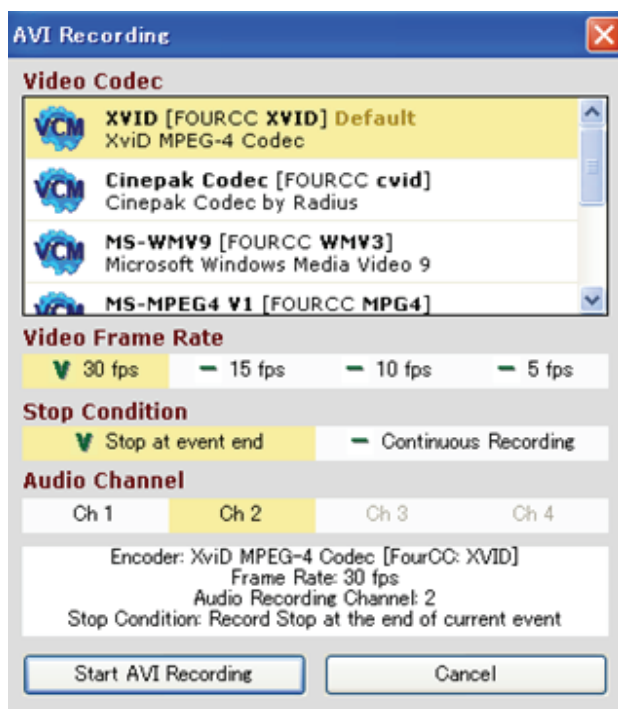 AVI Recording
Video Codec
VCM XVID [FOURCC XVID] Default
XviD MPEG-4 Codec
VCM Cinepak Codec [FOURCC cvid]
Cinepak Codec by Radius
VCM MS-WMV9 [FOURCC WMV3]
Microsoft Windows Media Video 9
VCM MS-MPEG4 V1 [FOURCC MPG4]
Video Frame Rate
30 fps 15 fps 10 fps 5 fps
Stop Condition
Stop at event end Continuous Recording
Audio Channel
Ch 1 Ch 2 Ch 3 Ch 4
Encoder: XviD MPEG-4 Codec [FourCC: XVID]
Frame Rate: 30 fps
Audio Recording Channel: 2
Stop Condition: Record Stop at the end of current event
Start AVI Recording Cancel